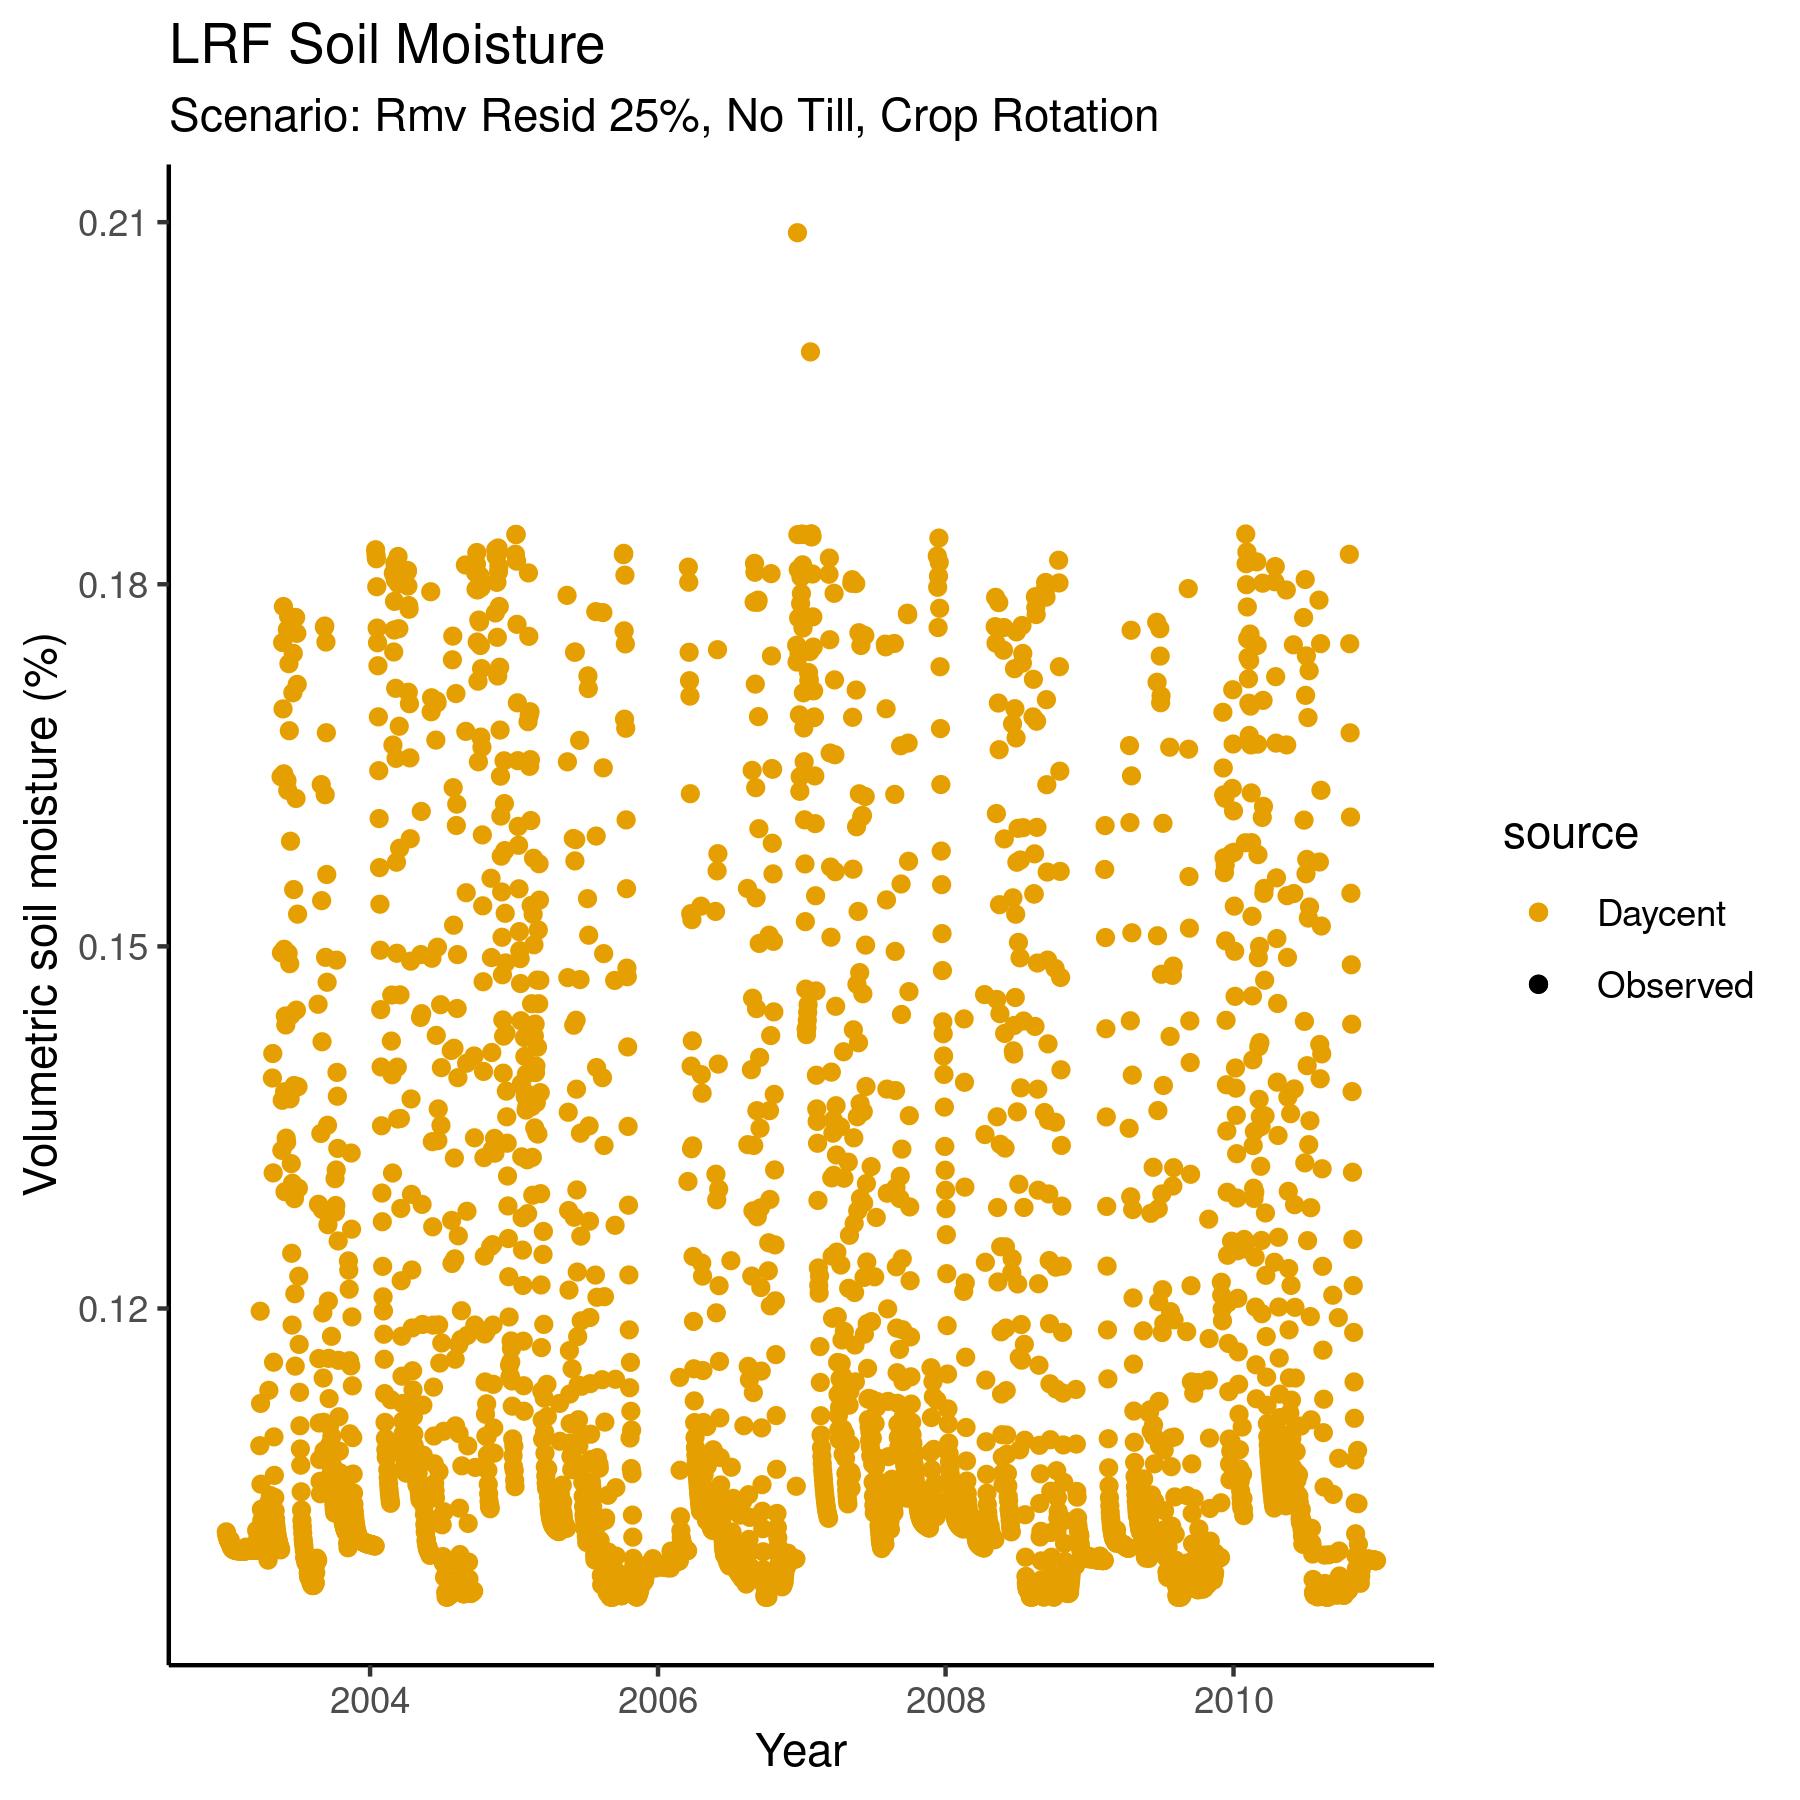 LRF Soil Moisture
Scenario: Rmv Resid 25%, No Till, Crop Rotation
Volumetric soil moisture (%)
0.21
0.18
0.15
0.12
2004 2006 2008 2010
Year
source
Daycent
Observed